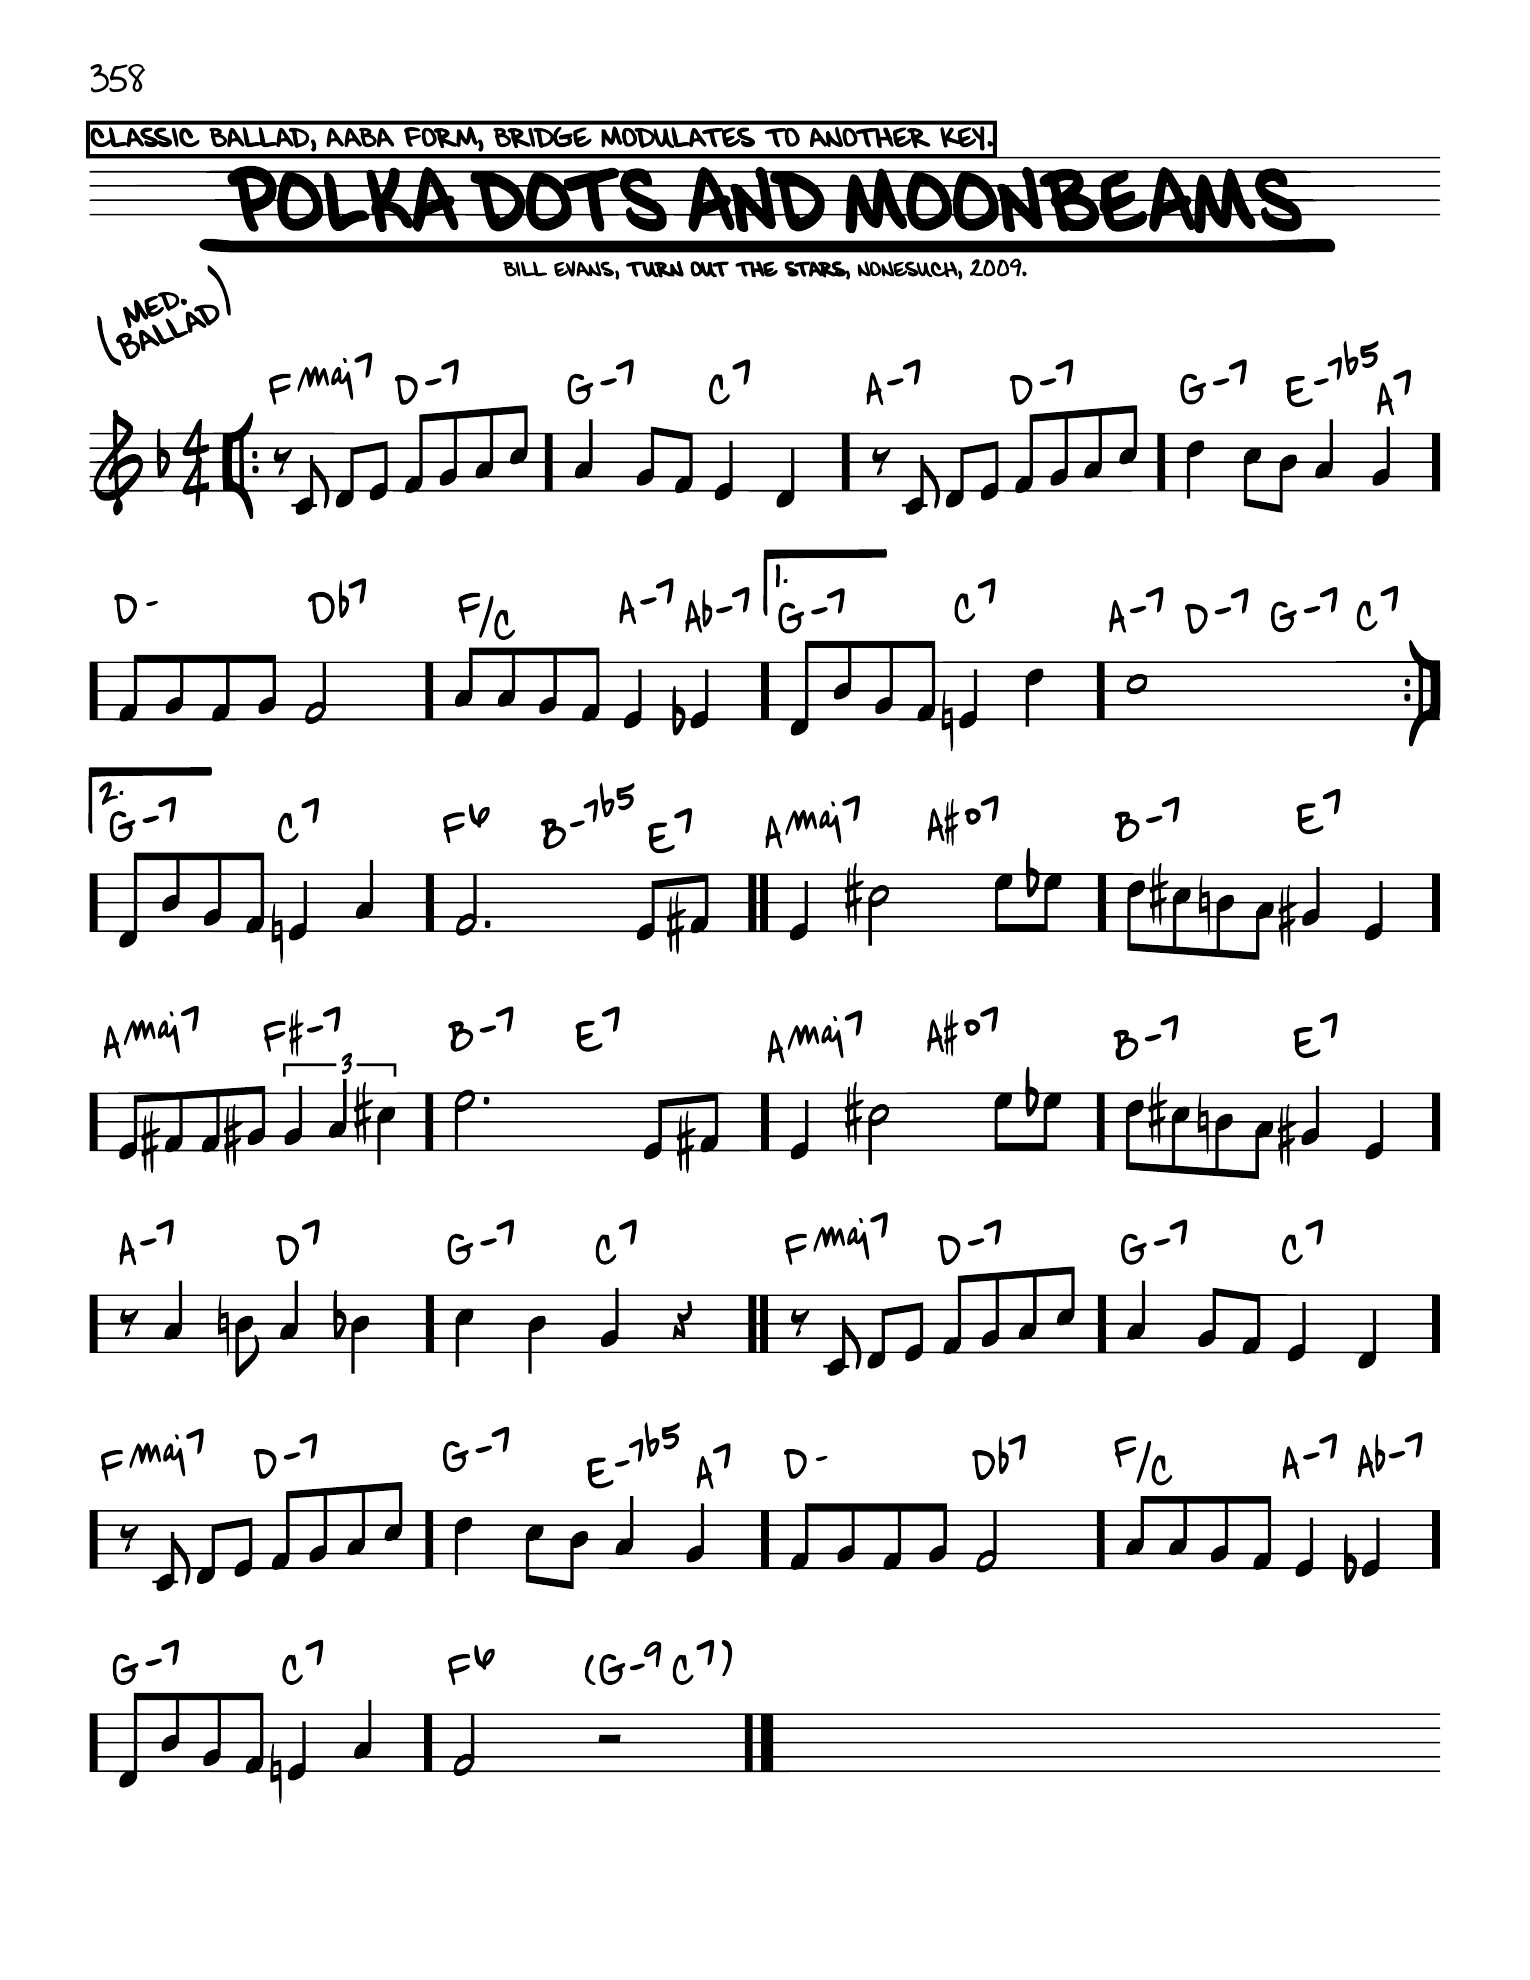 358
CLASSIC BALLAD, AABA FORM, BRIDGE MODULATES TO ANOTHER KEY.
POLKA DOTS AND MOONBEAMS
BILL EVANS, TURN OUT THE STARS, NONESUCH, 2009.
(MED. BALLAD)
Fmaj7 D-7 G-7 C7 A-7 D-7 G-7 E-7b5 A7
4
4
D- Db7 F/C A-7 Ab-7 1. G-7 C7 A-7 D-7 G-7 C7
2. G-7 C7 F6 B-7b5 E7 Amaj7 A#o7 B-7 E7
Amaj7 F#-7 B-7 E7 Amaj7 A#o7 B-7 E7
3
A-7 D7 G-7 C7 Fmaj7 D-7 G-7 C7
Fmaj7 D-7 G-7 E-7b5 A7 D- Db7 F/C A-7 Ab-7
G-7 C7 F6 (G-9 C7)